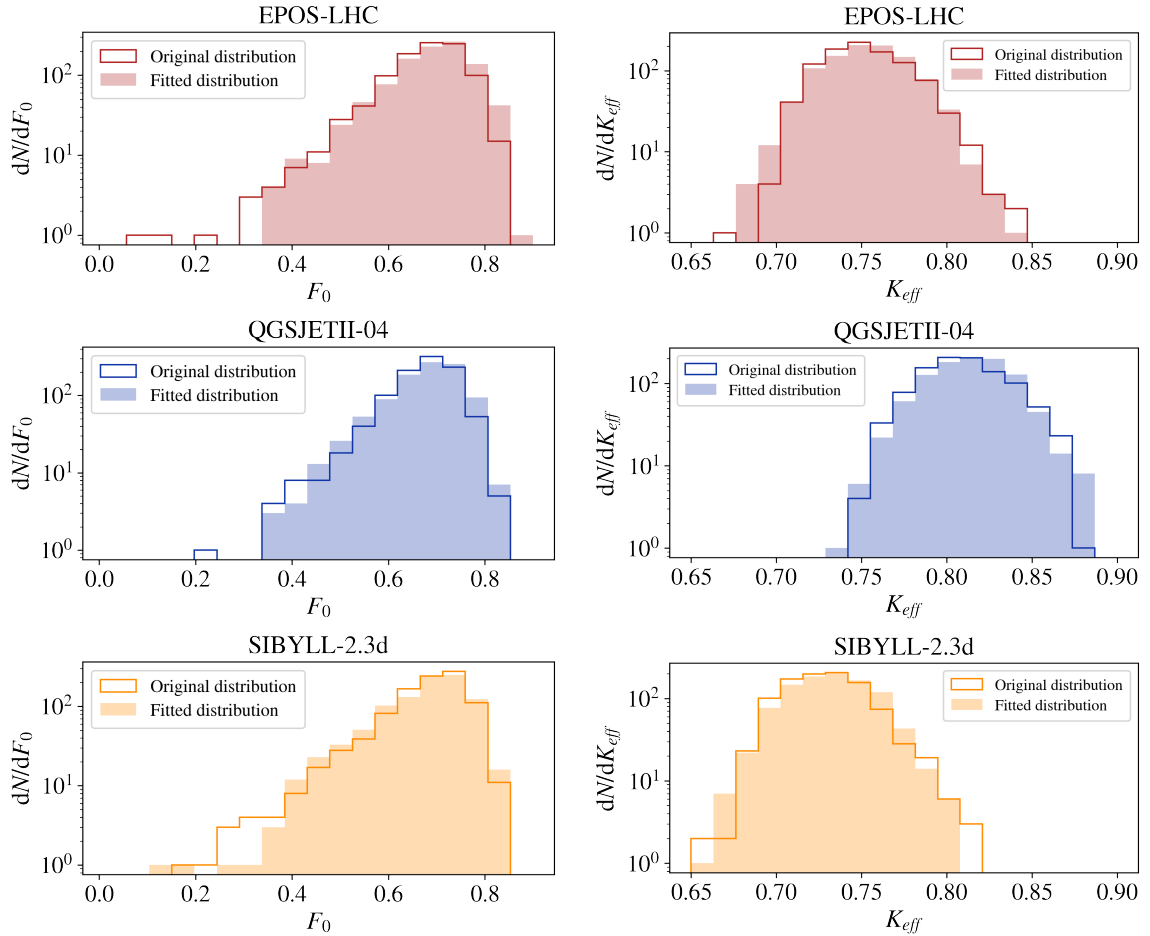 EPOS-LHC
Original distribution
Fitted distribution
dN/dF₀
10²
10¹
10⁰
0.0 0.2 0.4 0.6 0.8
F₀
EPOS-LHC
Original distribution
Fitted distribution
dN/dK_eff
10²
10¹
10⁰
0.65 0.70 0.75 0.80 0.85 0.90
K_eff
QGSJETII-04
Original distribution
Fitted distribution
dN/dF₀
10²
10¹
10⁰
0.0 0.2 0.4 0.6 0.8
F₀
QGSJETII-04
Original distribution
Fitted distribution
dN/dK_eff
10²
10¹
10⁰
0.65 0.70 0.75 0.80 0.85 0.90
K_eff
SIBYLL-2.3d
Original distribution
Fitted distribution
dN/dF₀
10²
10¹
10⁰
0.0 0.2 0.4 0.6 0.8
F₀
SIBYLL-2.3d
Original distribution
Fitted distribution
dN/dK_eff
10²
10¹
10⁰
0.65 0.70 0.75 0.80 0.85 0.90
K_eff